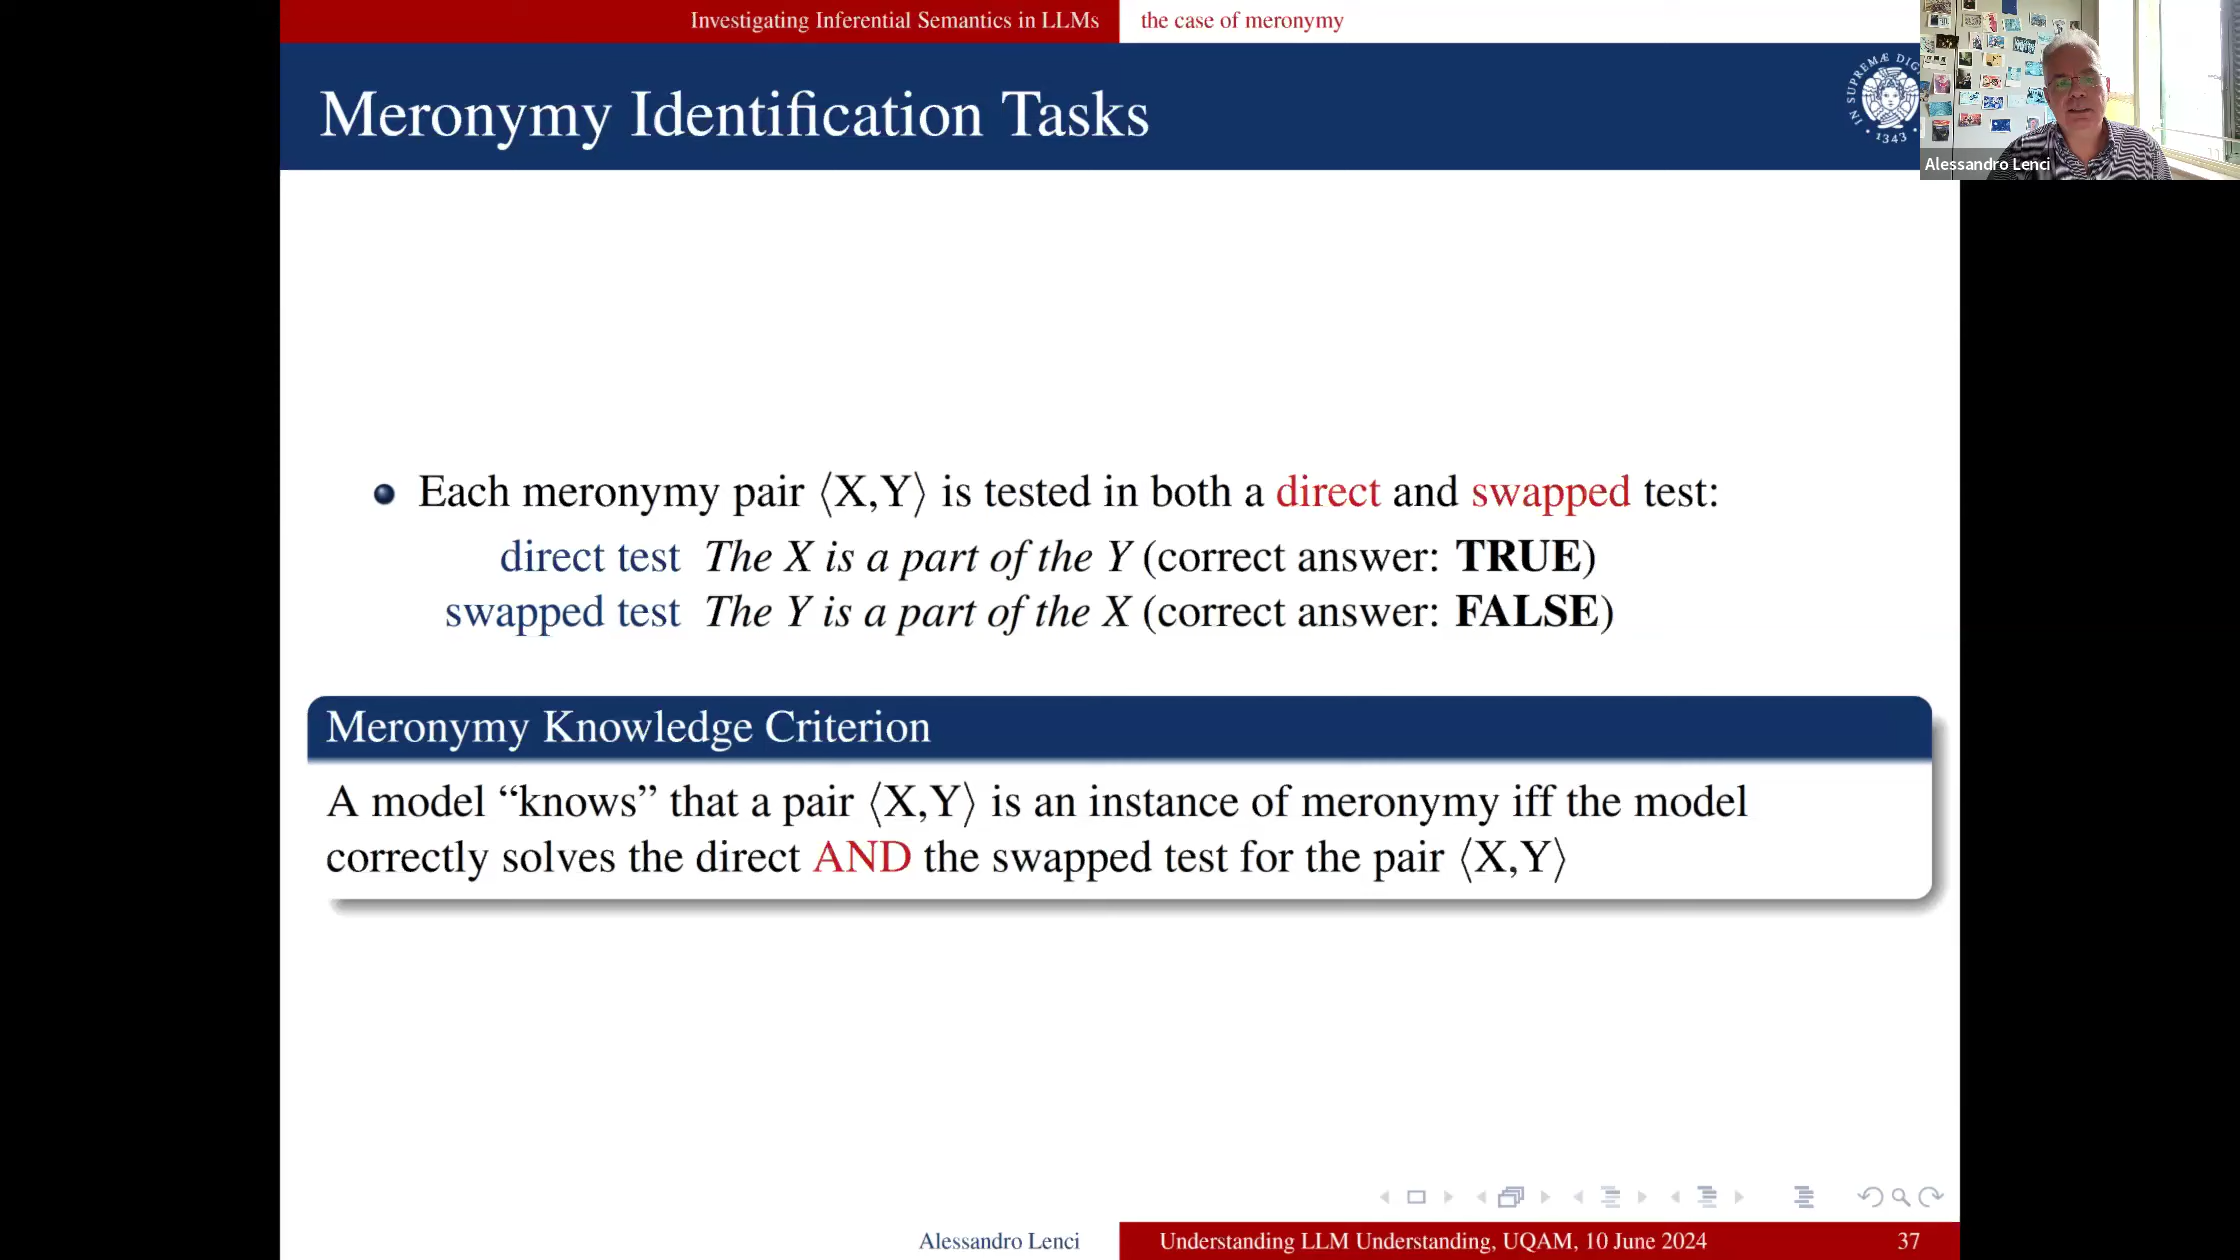 Investigating Inferential Semantics in LLMs
the case of meronymy
Meronymy Identification Tasks
IN SUPREMÆ DIG
• 1343 •
Alessandro Lenci
Each meronymy pair ⟨X,Y⟩ is tested in both a direct and swapped test:
direct test The X is a part of the Y (correct answer: TRUE)
swapped test The Y is a part of the X (correct answer: FALSE)
Meronymy Knowledge Criterion
A model “knows” that a pair ⟨X,Y⟩ is an instance of meronymy iff the model
correctly solves the direct AND the swapped test for the pair ⟨X,Y⟩
Alessandro Lenci
Understanding LLM Understanding, UQAM, 10 June 2024
37